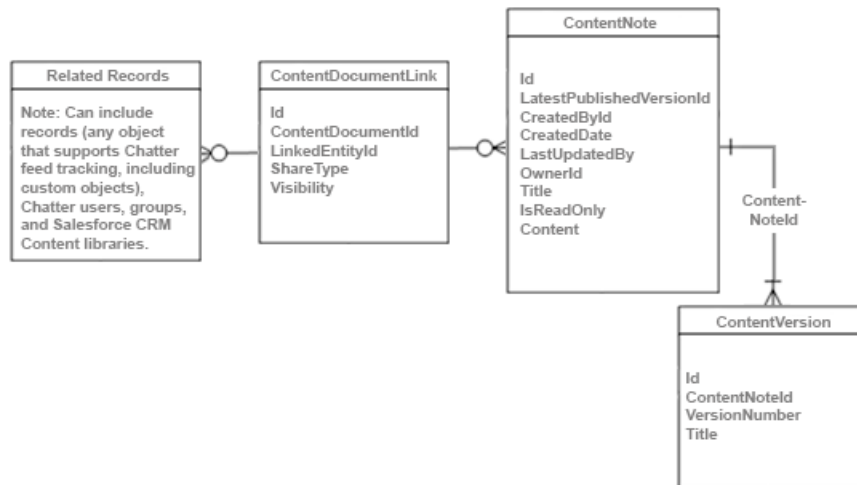 Related Records
Note: Can include
records (any object
that supports Chatter
feed tracking, including
custom objects),
Chatter users, groups,
and Salesforce CRM
Content libraries.
ContentDocumentLink
Id
ContentDocumentId
LinkedEntityId
ShareType
Visibility
ContentNote
Id
LatestPublishedVersionId
CreatedById
CreatedDate
LastUpdatedBy
OwnerId
Title
IsReadOnly
Content
Content-
NoteId
ContentVersion
Id
ContentNoteId
VersionNumber
Title